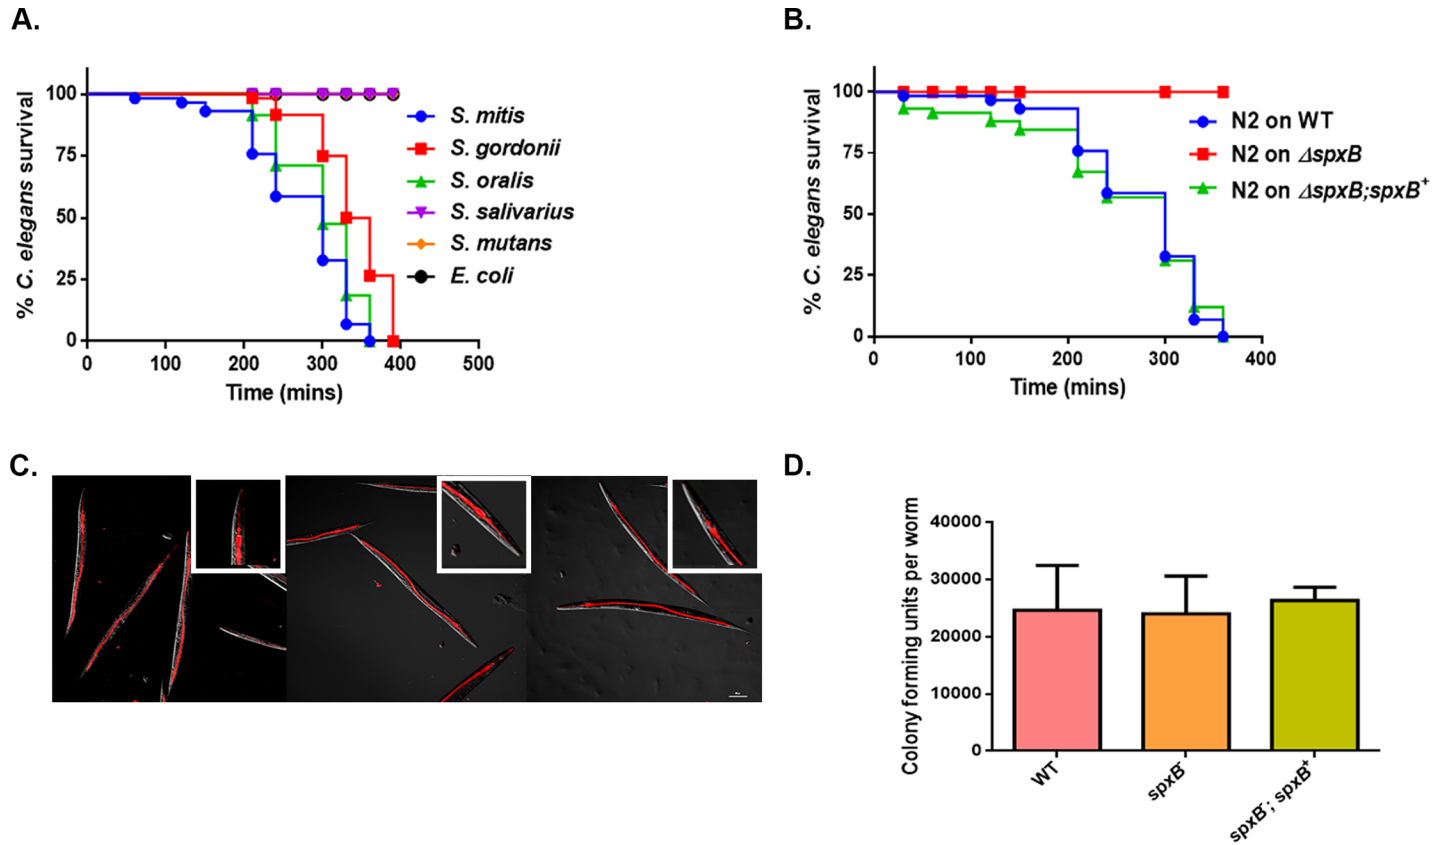 A.
% C. elegans survival
100
75
50
25
0
0 100 200 300 400 500
Time (mins)
S. mitis
S. gordonii
S. oralis
S. salivarius
S. mutans
E. coli
B.
% C. elegans survival
100
75
50
25
0
0 100 200 300 400
Time (mins)
N2 on WT
N2 on ΔspxB
N2 on ΔspxB;spxB+
C.
D.
Colony forming units per worm
40000
30000
20000
10000
0
WT
spxB-
spxB-; spxB+